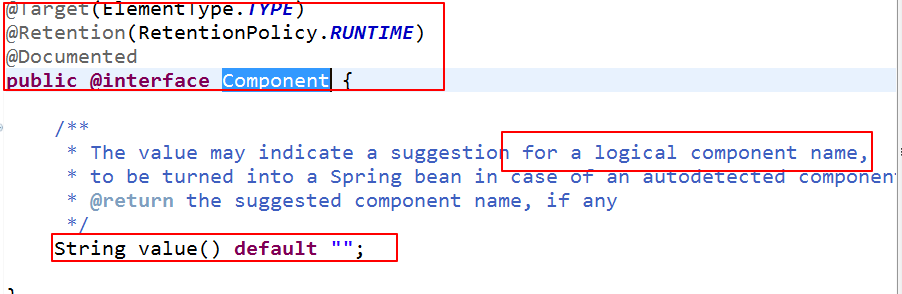 @Target(ElementType.TYPE)
@Retention(RetentionPolicy.RUNTIME)
@Documented
public @interface Component {
/**
* The value may indicate a suggestion for a logical component name,
* to be turned into a Spring bean in case of an autodetected component
* @return the suggested component name, if any
*/
String value() default "";
}